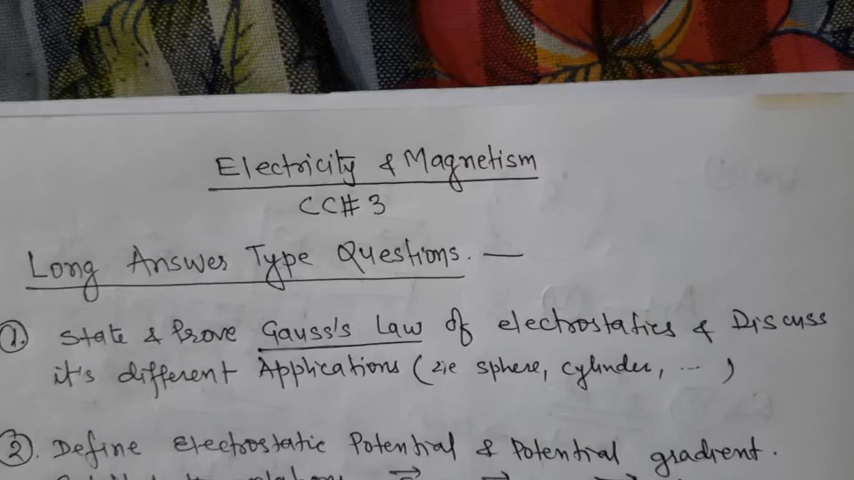 Electricity & Magnetism
CC# 3
Long Answer Type Questions. —
①. State & Prove Gauss's Law of electrostatics & Discuss
it's different Applications (zie sphere, cylinder, ... )
②. Define Electrostatic Potential & Potential gradient.